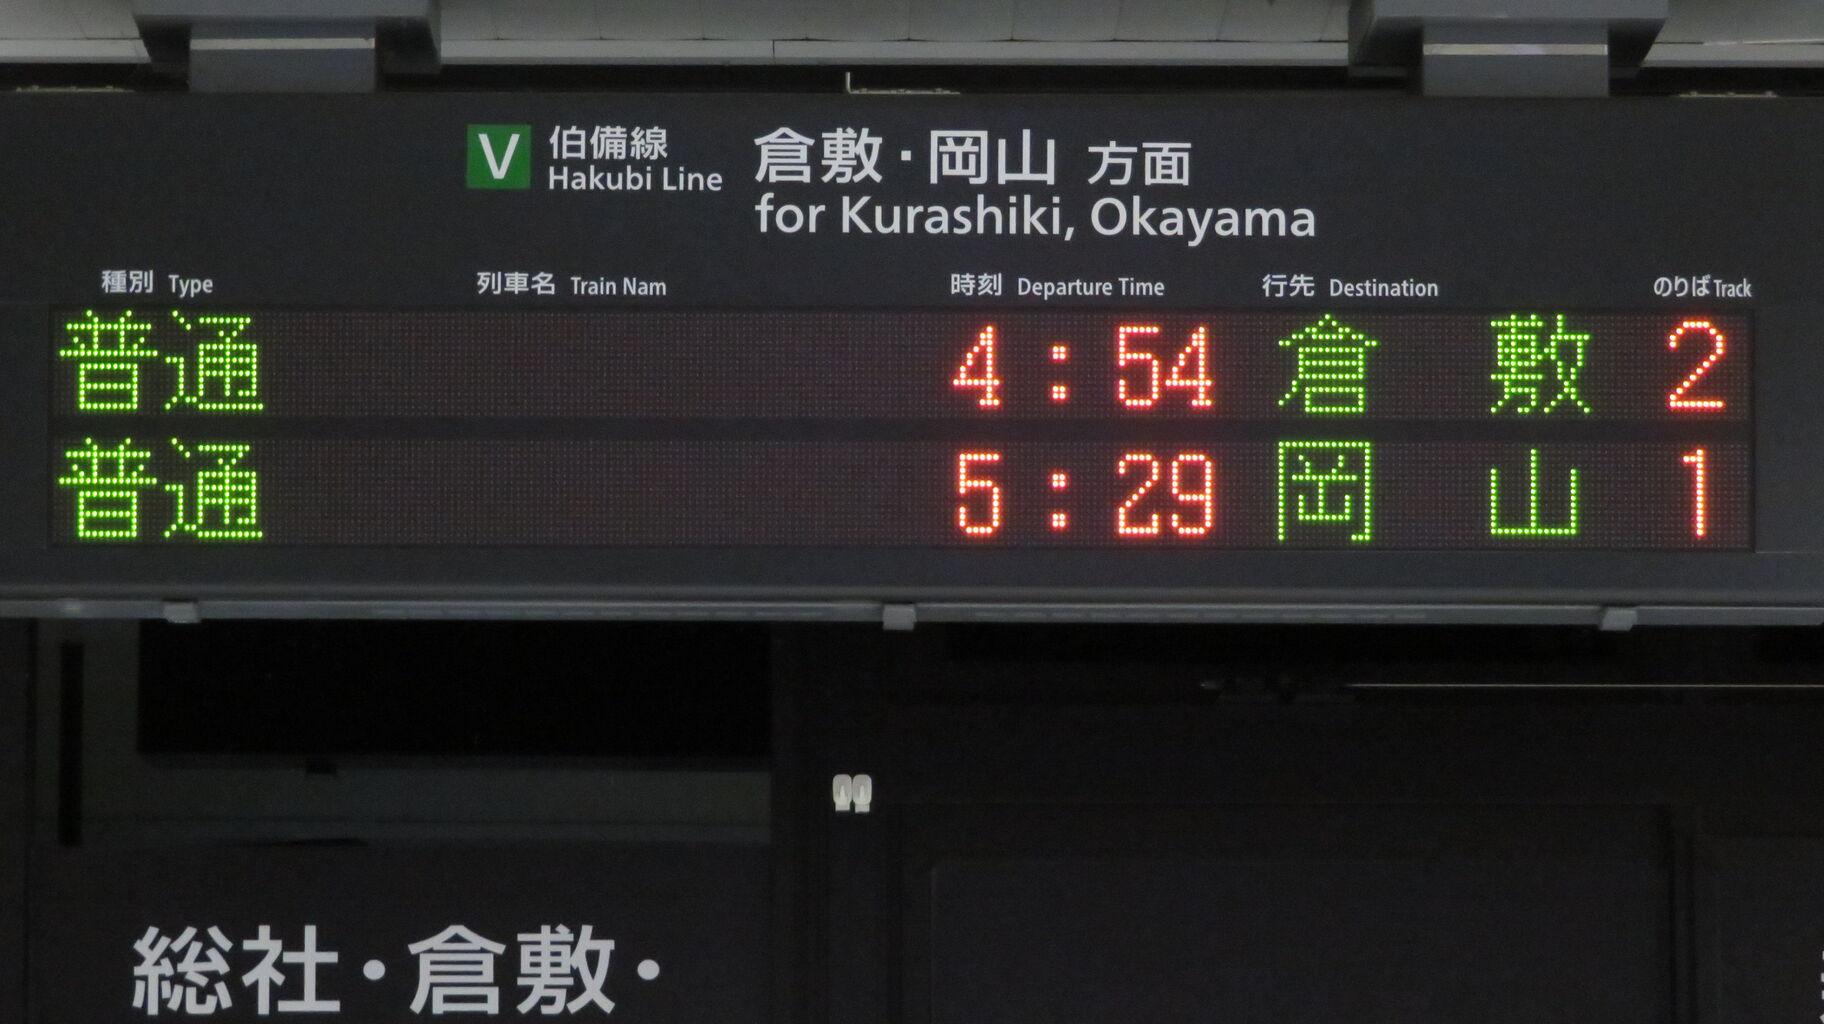 V 伯備線 倉敷・岡山 方面
Hakubi Line for Kurashiki, Okayama
種別 Type 列車名 Train Nam 時刻 Departure Time 行先 Destination のりば Track
普通 4:54 倉敷 2
普通 5:29 岡山 1
総社・倉敷・